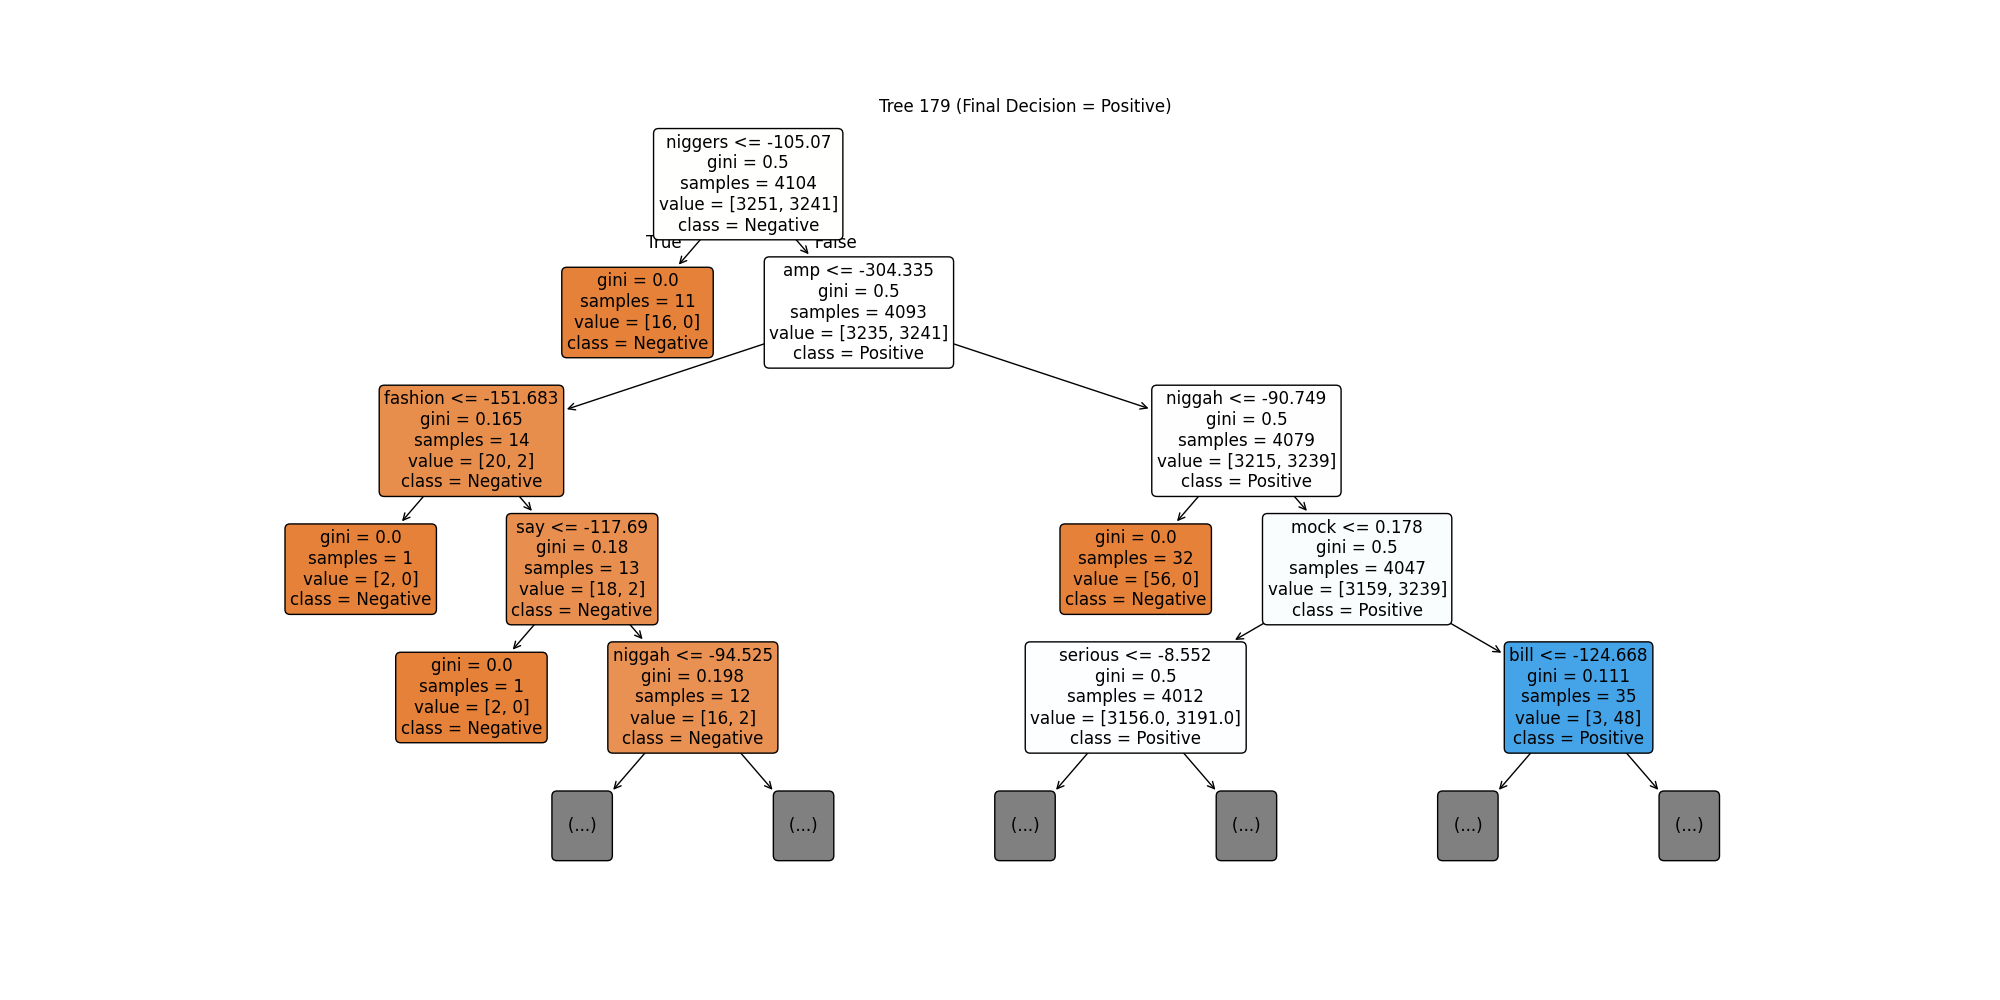 Tree 179 (Final Decision = Positive)
niggers <= -105.07
gini = 0.5
samples = 4104
value = [3251, 3241]
class = Negative
True
False
gini = 0.0
samples = 11
value = [16, 0]
class = Negative
amp <= -304.335
gini = 0.5
samples = 4093
value = [3235, 3241]
class = Positive
fashion <= -151.683
gini = 0.165
samples = 14
value = [20, 2]
class = Negative
niggah <= -90.749
gini = 0.5
samples = 4079
value = [3215, 3239]
class = Positive
gini = 0.0
samples = 1
value = [2, 0]
class = Negative
say <= -117.69
gini = 0.18
samples = 13
value = [18, 2]
class = Negative
gini = 0.0
samples = 32
value = [56, 0]
class = Negative
mock <= 0.178
gini = 0.5
samples = 4047
value = [3159, 3239]
class = Positive
gini = 0.0
samples = 1
value = [2, 0]
class = Negative
niggah <= -94.525
gini = 0.198
samples = 12
value = [16, 2]
class = Negative
serious <= -8.552
gini = 0.5
samples = 4012
value = [3156.0, 3191.0]
class = Positive
bill <= -124.668
gini = 0.111
samples = 35
value = [3, 48]
class = Positive
(...)
(...)
(...)
(...)
(...)
(...)